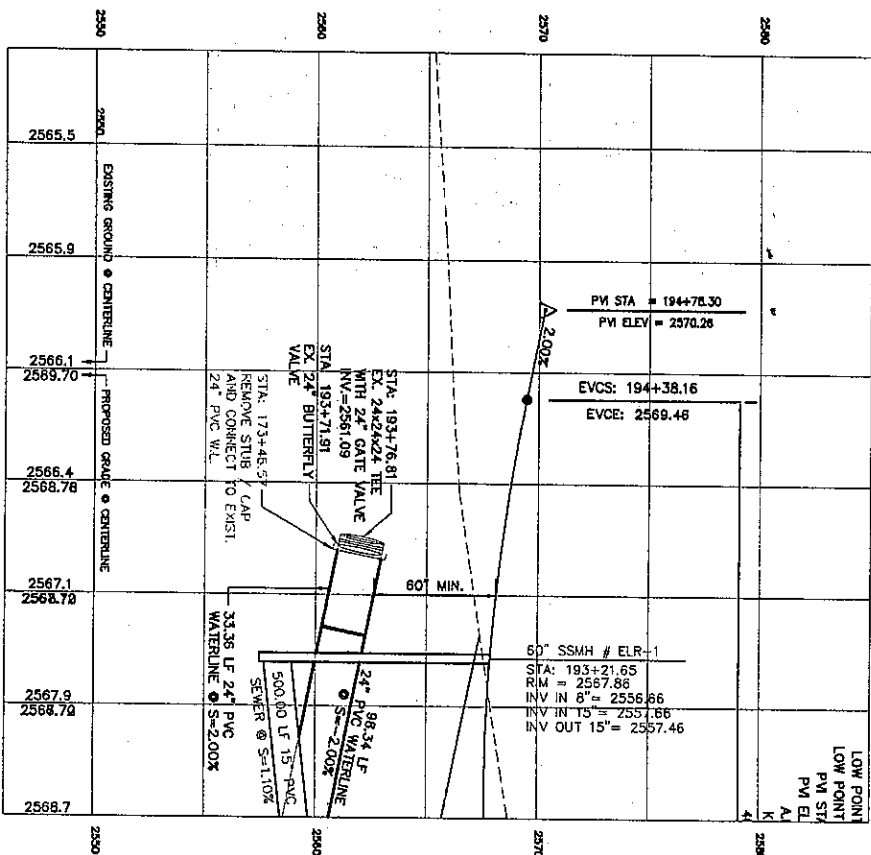 2550
2560
2570
2580
2565.5
2565.9
2566.1
2569.70
2566.4
2568.78
2567.1
2567.9
2568.79
2568.7
2550
EXISTING GROUND @ CENTERLINE
PROPOSED GRADE @ CENTERLINE
PVI STA = 194+76.30
PVI ELEV = 2570.26
2.00%
EVCS: 194+38.16
EVCE: 2569.46
STA: 193+76.81
EX. 24x24x24 TEE
WITH 24" GATE VALVE
INV.=2561.09
STA: 193+71.91
EX. 24" BUTTERFLY
VALVE
STA: 173+45.57
REMOVE STUB / CAP
AND CONNECT TO EXIST.
24" PVC W.L.
60" MIN.
60" SSMH # ELR-1
STA: 193+21.65
RIM = 2567.86
INV IN 8"= 2556.66
INV IN 15"= 2557.66
INV OUT 15"= 2557.46
33.36 LF 24" PVC
WATERLINE @ S=2.00%
98.34 LF
24" PVC WATERLINE
@ S=-2.00%
500.00 LF 15" PVC
SEWER @ S=1.10%
LOW POINT
LOW POINT
PVI STA
PVI EL
K
2550
2560
2570